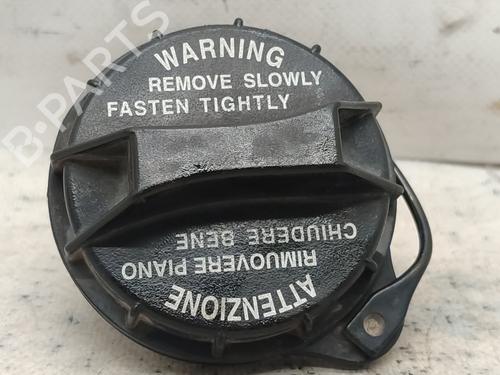 B-PARTS
WARNING
REMOVE SLOWLY
FASTEN TIGHTLY
ATTENZIONE
RIMUOVERE PIANO
CHIUDERE BENE